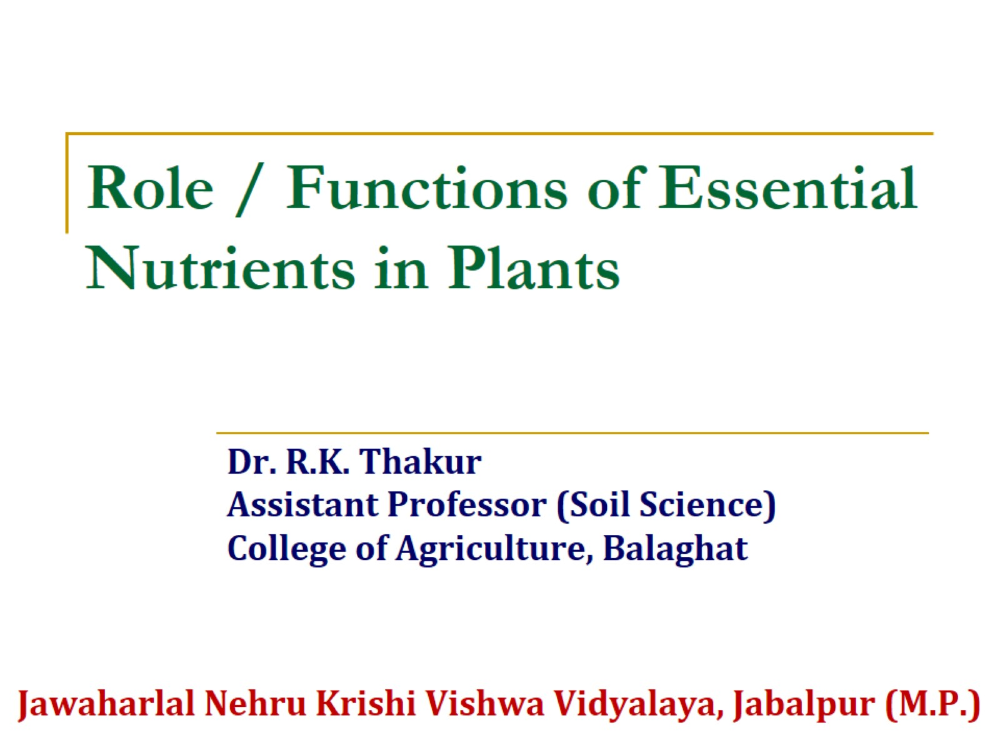 Role / Functions of Essential
Nutrients in Plants
Dr. R.K. Thakur
Assistant Professor (Soil Science)
College of Agriculture, Balaghat
Jawaharlal Nehru Krishi Vishwa Vidyalaya, Jabalpur (M.P.)